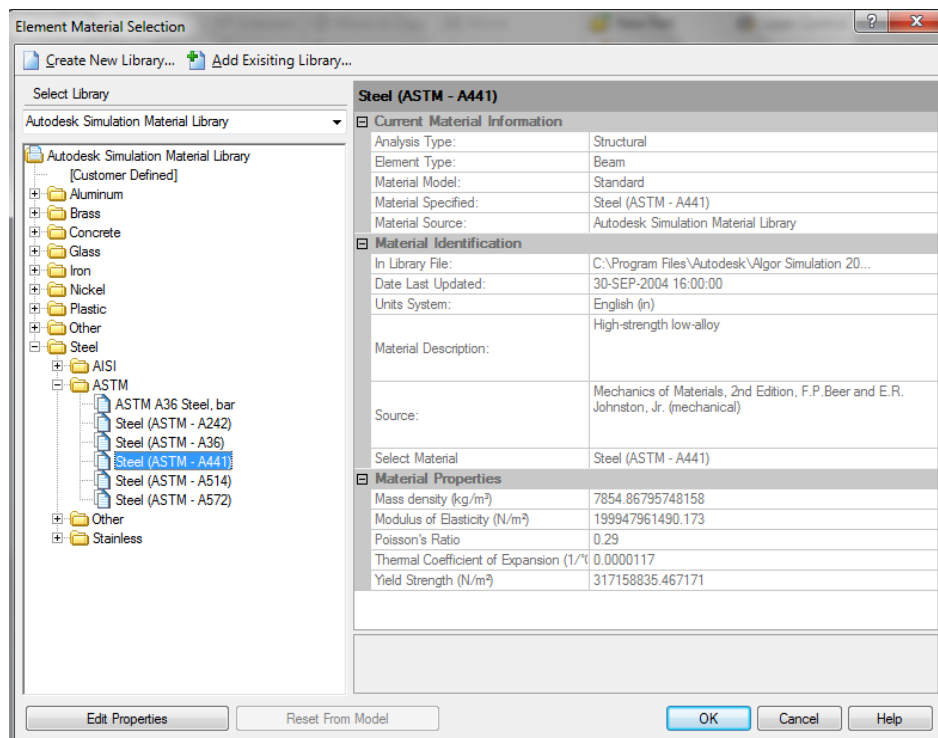 Element Material Selection
Create New Library... Add Exisiting Library...
Select Library
Autodesk Simulation Material Library
Autodesk Simulation Material Library
[Customer Defined]
Aluminum
Brass
Concrete
Glass
Iron
Nickel
Plastic
Other
Steel
AISI
ASTM
ASTM A36 Steel, bar
Steel (ASTM - A242)
Steel (ASTM - A36)
Steel (ASTM - A441)
Steel (ASTM - A514)
Steel (ASTM - A572)
Other
Stainless
Steel (ASTM - A441)
Current Material Information
Analysis Type: Structural
Element Type: Beam
Material Model: Standard
Material Specified: Steel (ASTM - A441)
Material Source: Autodesk Simulation Material Library
Material Identification
In Library File: C:\Program Files\Autodesk\Algor Simulation 20...
Date Last Updated: 30-SEP-2004 16:00:00
Units System: English (in)
Material Description: High-strength low-alloy
Source: Mechanics of Materials, 2nd Edition, F.P.Beer and E.R.
Johnston, Jr. (mechanical)
Select Material Steel (ASTM - A441)
Material Properties
Mass density (kg/m³) 7854.86795748158
Modulus of Elasticity (N/m²) 199947961490.173
Poisson's Ratio 0.29
Thermal Coefficient of Expansion (1/°( 0.0000117
Yield Strength (N/m²) 317158835.467171
Edit Properties Reset From Model OK Cancel Help